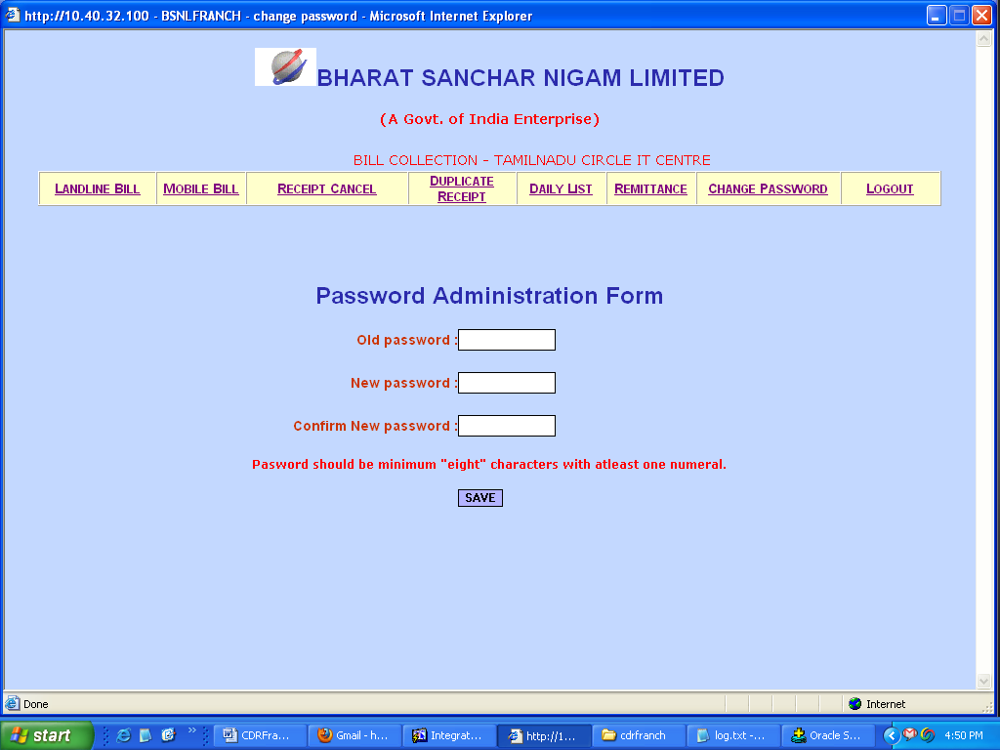 http://10.40.32.100 - BSNLFRANCH - change password - Microsoft Internet Explorer
BHARAT SANCHAR NIGAM LIMITED
(A Govt. of India Enterprise)
BILL COLLECTION - TAMILNADU CIRCLE IT CENTRE
LANDLINE BILL MOBILE BILL RECEIPT CANCEL DUPLICATE RECEIPT DAILY LIST REMITTANCE CHANGE PASSWORD LOGOUT
Password Administration Form
Old password :
New password :
Confirm New password :
Pasword should be minimum "eight" characters with atleast one numeral.
SAVE
Done Internet
start CDRFra... Gmail - h... Integrat... http://1... cdrfranch log.txt -... Oracle S... 4:50 PM